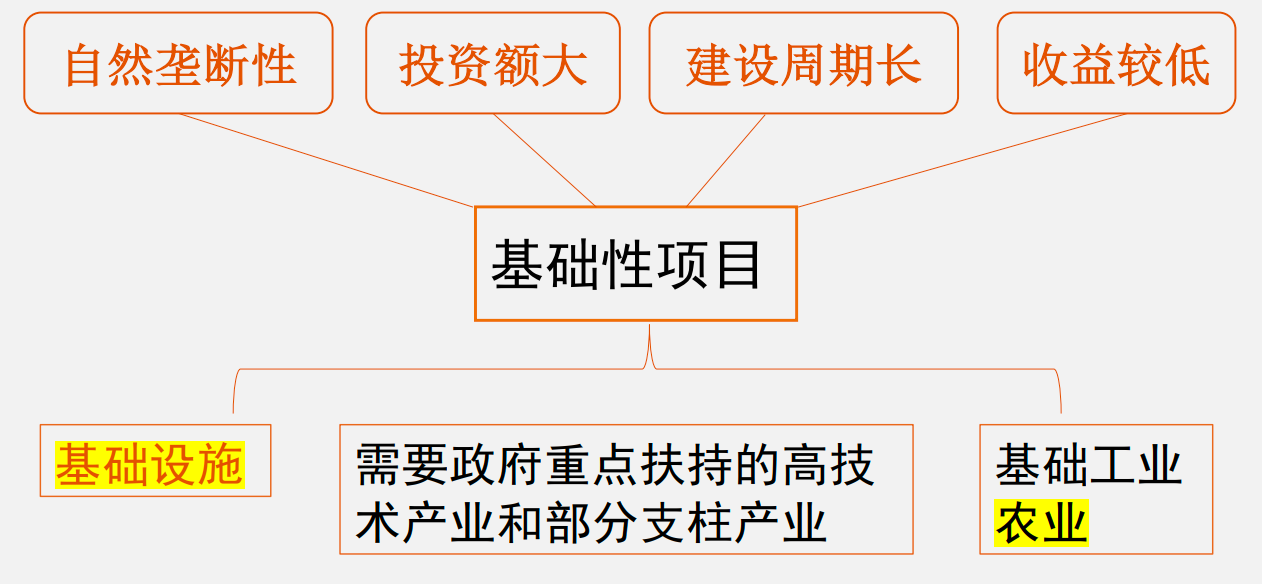 自然垄断性
投资额大
建设周期长
收益较低
基础性项目
基础设施
需要政府重点扶持的高技
术产业和部分支柱产业
基础工业
农业